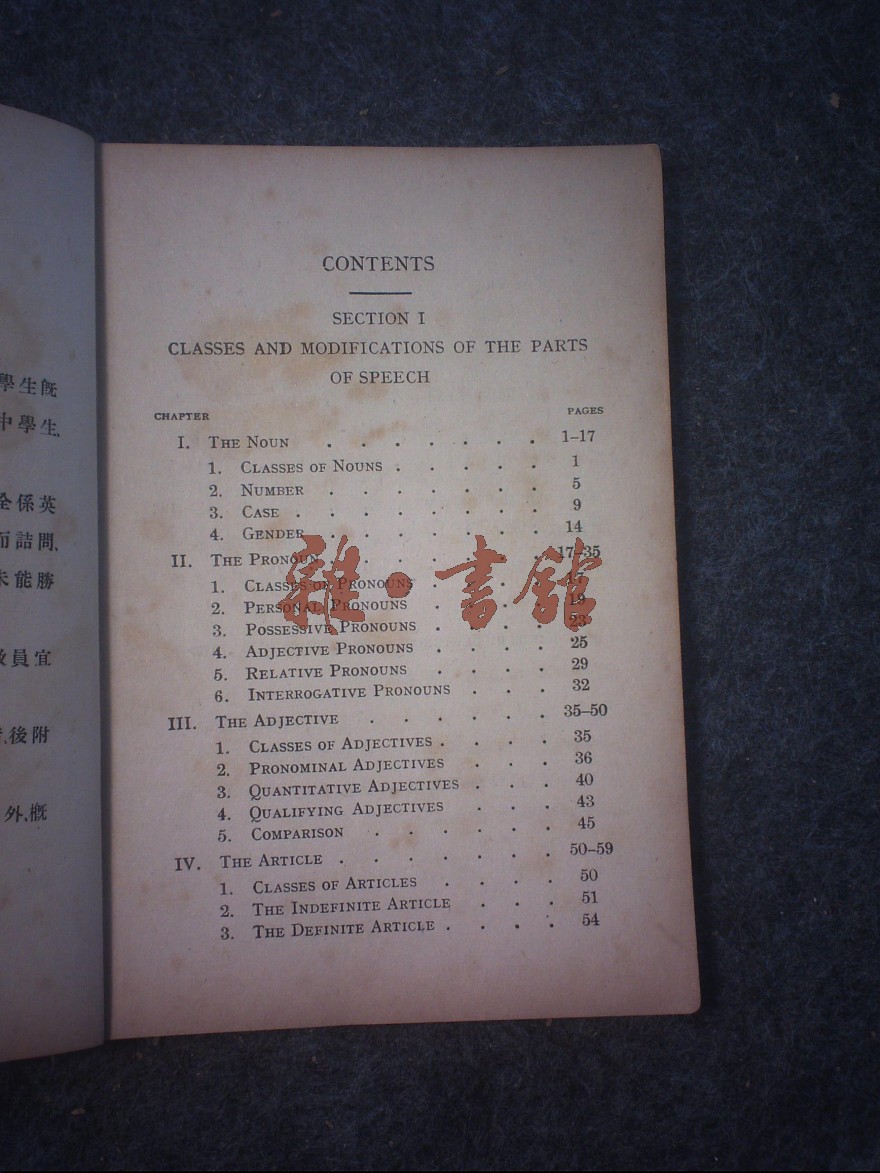 學生旣
中學生
全係英
而詰問
未能勝
教員宜
後附
外,概
CONTENTS
SECTION I
CLASSES AND MODIFICATIONS OF THE PARTS
OF SPEECH
CHAPTER PAGES
I. THE NOUN . . . . . . . 1–17
1. CLASSES OF NOUNS . . . . . 1
2. NUMBER . . . . . . . 5
3. CASE . . . . . . . . 9
4. GENDER . . . . . . . 14
II. THE PRONOUN . . . . . . 17–35
1. CLASSES OF PRONOUNS . . . . 17
2. PERSONAL PRONOUNS . . . . 19
3. POSSESSIVE PRONOUNS . . . . 23
4. ADJECTIVE PRONOUNS . . . . 25
5. RELATIVE PRONOUNS . . . . 29
6. INTERROGATIVE PRONOUNS . . . 32
III. THE ADJECTIVE . . . . . . 35–50
1. CLASSES OF ADJECTIVES . . . . 35
2. PRONOMINAL ADJECTIVES . . . 36
3. QUANTITATIVE ADJECTIVES . . . 40
4. QUALIFYING ADJECTIVES . . . 43
5. COMPARISON . . . . . . 45
IV. THE ARTICLE . . . . . . . 50–59
1. CLASSES OF ARTICLES . . . . 50
2. THE INDEFINITE ARTICLE . . . 51
3. THE DEFINITE ARTICLE . . . . 54
雜·書館